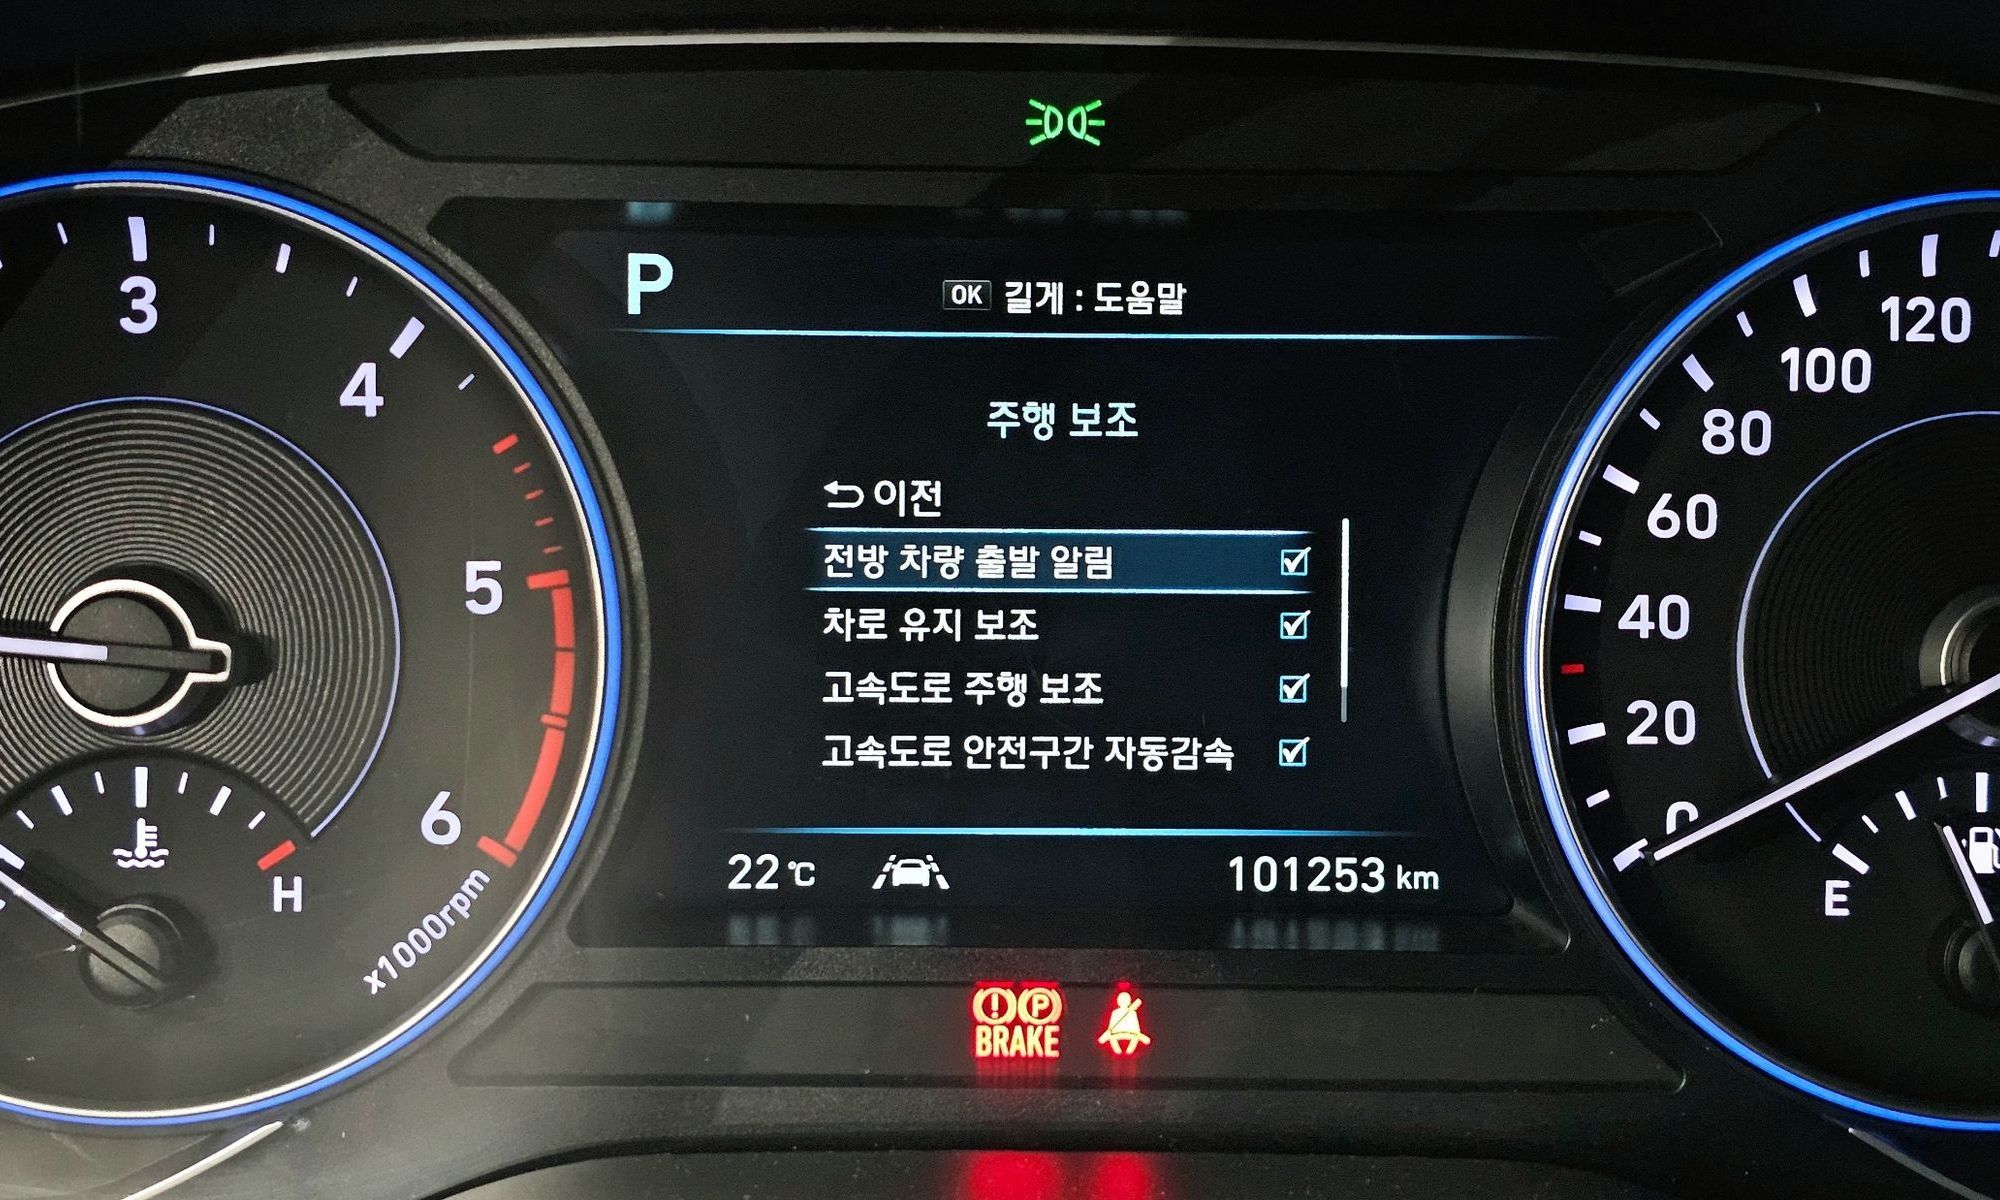 P
OK 길게 : 도움말
주행 보조
이전
전방 차량 출발 알림
차로 유지 보조
고속도로 주행 보조
고속도로 안전구간 자동감속
22 ℃
101253 km
3
4
5
6
x1000rpm
H
120
100
80
60
40
20
0
E
P
BRAKE